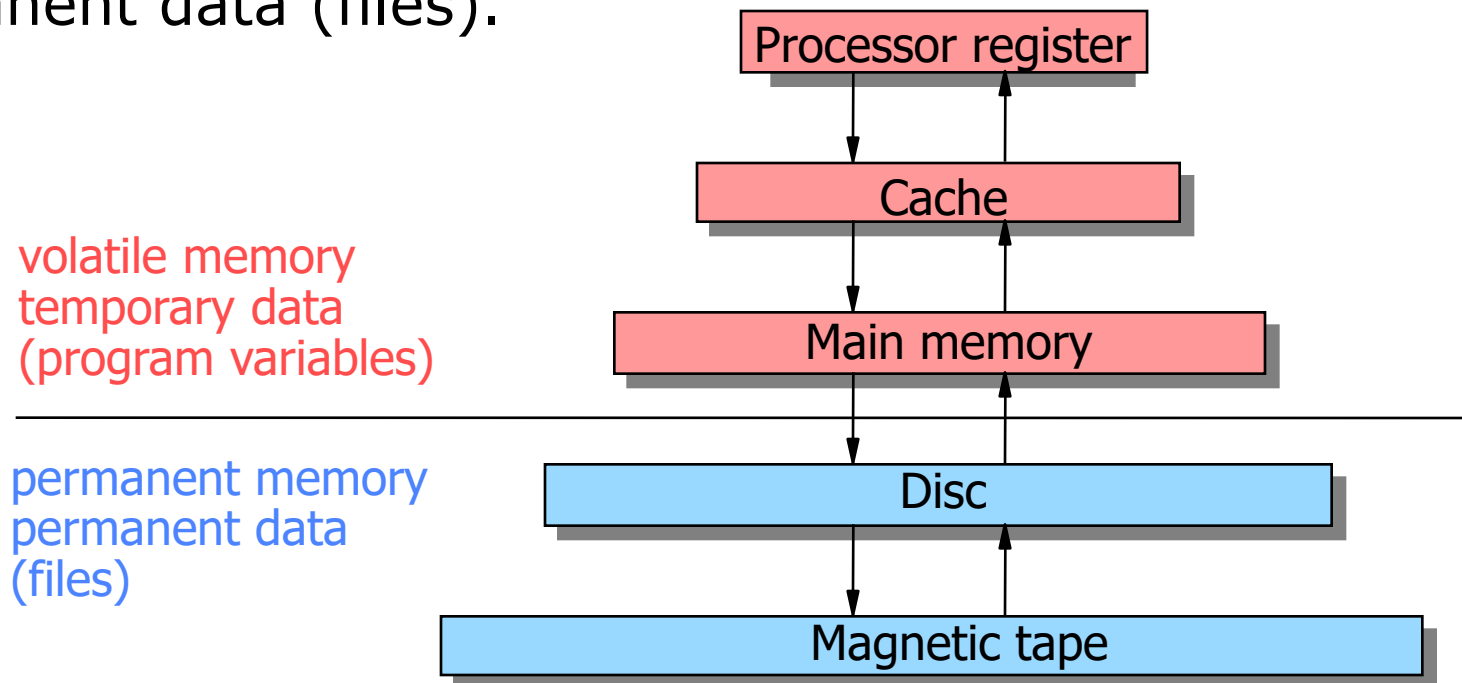 data (files).
Processor register
Cache
volatile memory
temporary data
(program variables)
Main memory
permanent memory
permanent data
(files)
Disc
Magnetic tape